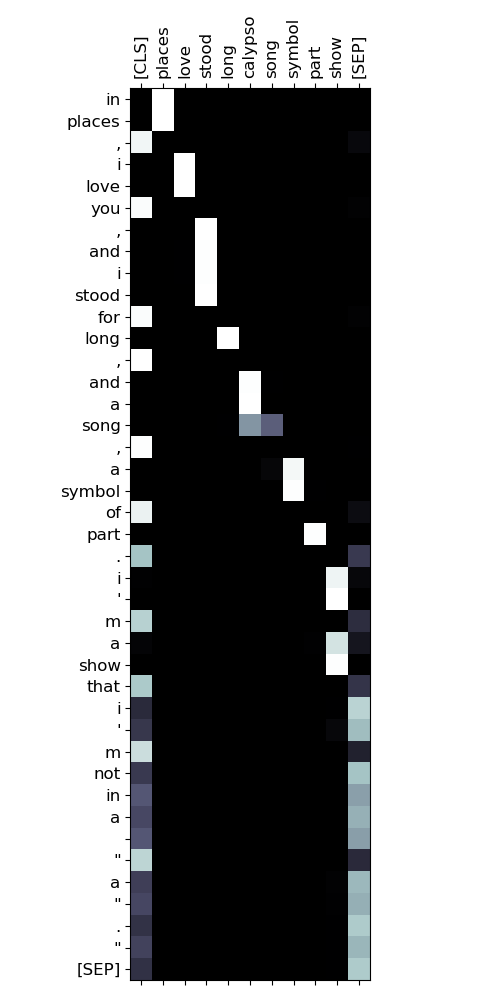 [CLS]
places
love
stood
long
calypso
song
symbol
part
show
[SEP]
in
places
,
i
love
you
,
and
i
stood
for
long
,
and
a
song
,
a
symbol
of
part
.
i
'
m
a
show
that
i
'
m
not
in
a
"
a
"
.
"
[SEP]